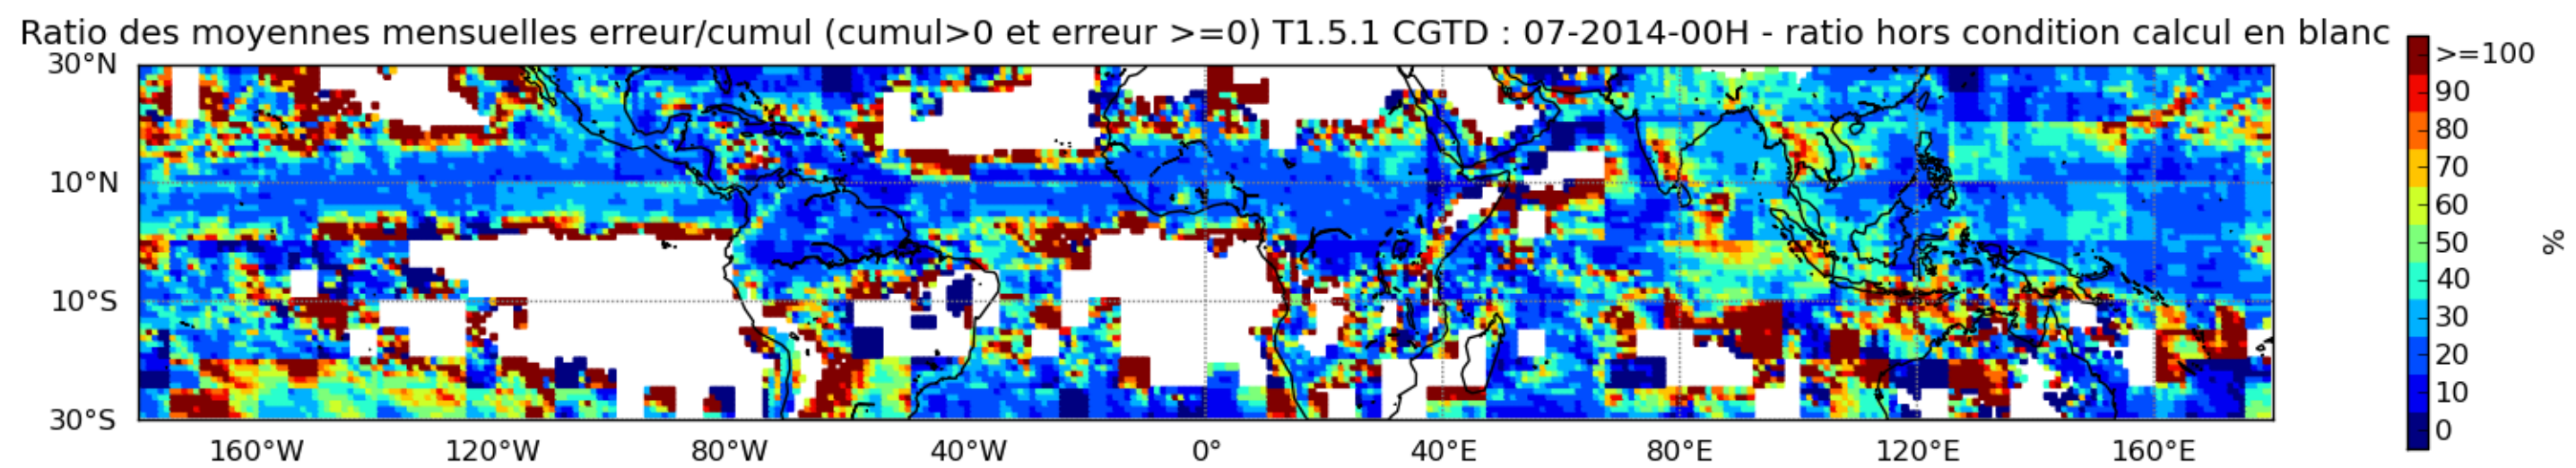 Ratio des moyennes mensuelles erreur/cumul (cumul>0 et erreur >=0) T1.5.1 CGTD : 07-2014-00H - ratio hors condition calcul en blanc
30°N
10°N
10°S
30°S
160°W 120°W 80°W 40°W 0° 40°E 80°E 120°E 160°E
>=100
90
80
70
60
50
40
30
20
10
0
%